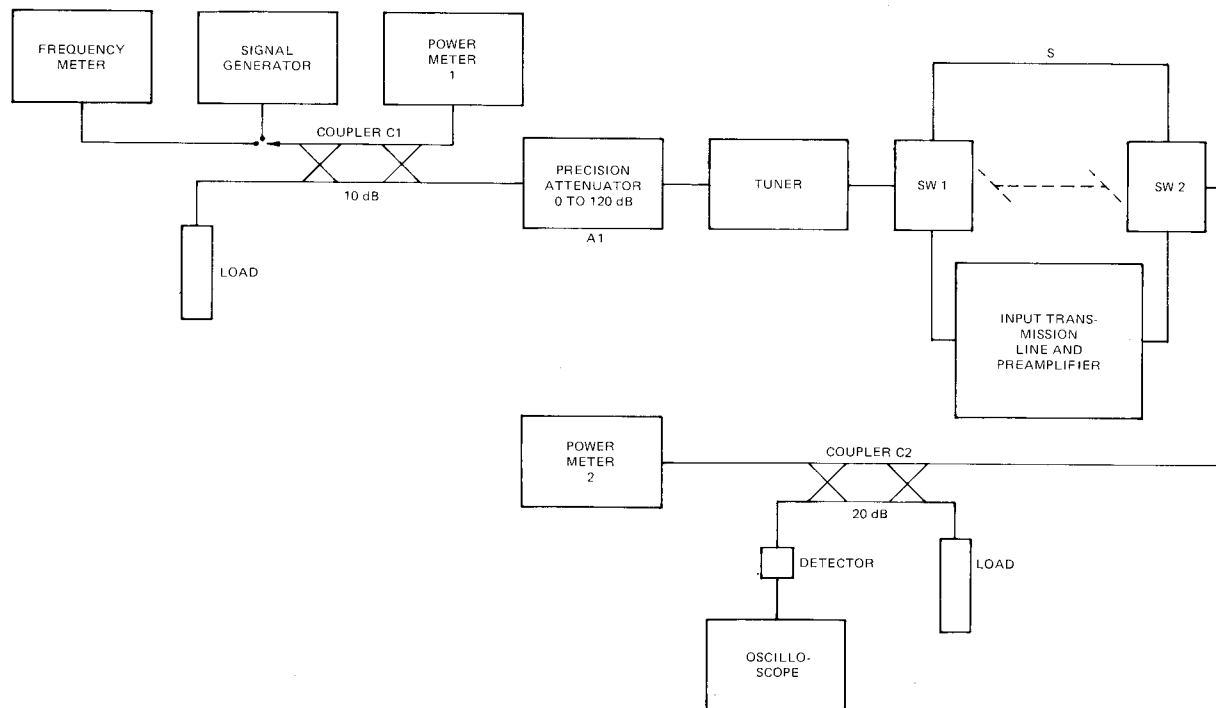 FREQUENCY
METER
SIGNAL
GENERATOR
POWER
METER
1
COUPLER C1
10 dB
LOAD
PRECISION
ATTENUATOR
0 TO 120 dB
A1
TUNER
S
SW 1
SW 2
INPUT TRANS-
MISSION
LINE AND
PREAMPLIFIER
POWER
METER
2
COUPLER C2
20 dB
DETECTOR
LOAD
OSCILLO-
SCOPE